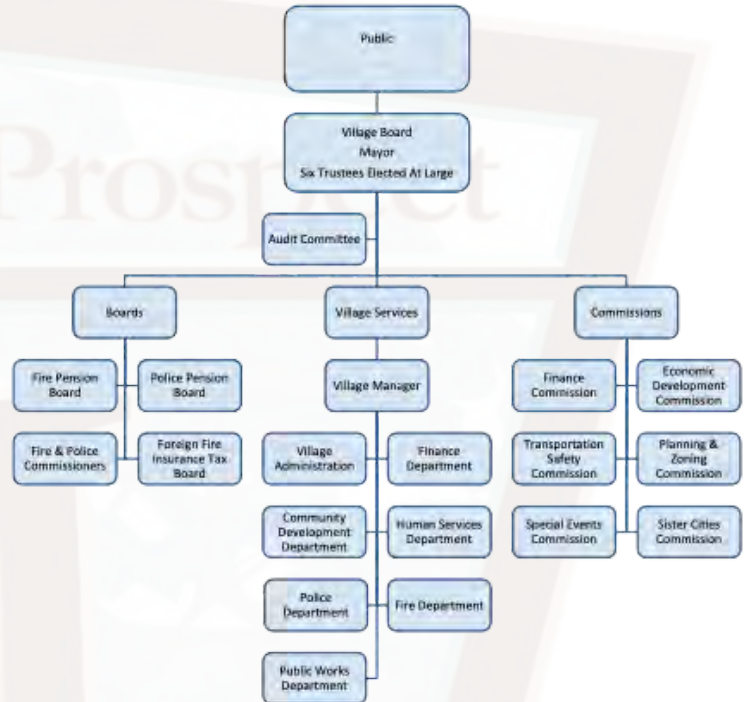 Public
Prospect
Village Board
Mayor
Six Trustees Elected At Large
Audit Committee
Boards
Village Services
Commissions
Fire Pension
Board
Police Pension
Board
Village Manager
Finance
Commission
Economic
Development
Commission
Fire & Police
Commissioners
Foreign Fire
Insurance Tax
Board
Village
Administration
Finance
Department
Transportation
Safety
Commission
Planning &
Zoning
Commission
Community
Development
Department
Human Services
Department
Special Events
Commission
Sister Cities
Commission
Police
Department
Fire Department
Public Works
Department